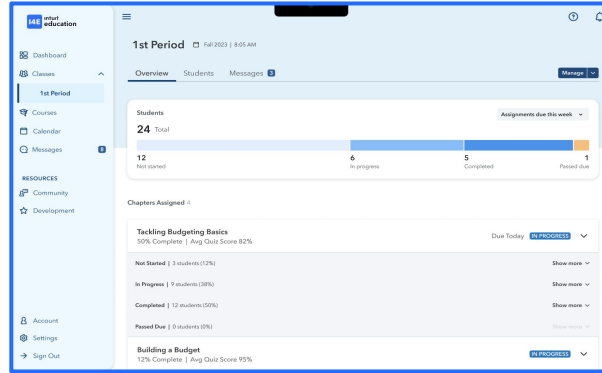 I4E intuit
education
1st Period Fall 2023 | 8:05 AM
Dashboard
Classes
1st Period
Courses
Calendar
Messages 6
RESOURCES
Community
Development
Account
Settings
Sign Out
Overview Students Messages 3 Manage
Students
Assignments due this week
24 Total
12 6 5 1
Not started In progress Completed Passed due
Chapters Assigned 4
Tackling Budgeting Basics
50% Complete | Avg Quiz Score 82%
Due Today IN PROGRESS
Not Started | 3 students (12%) Show more
In Progress | 9 students (38%) Show more
Completed | 12 students (50%) Show more
Passed Due | 0 students (0%) Show more
Building a Budget
12% Complete | Avg Quiz Score 95%
IN PROGRESS